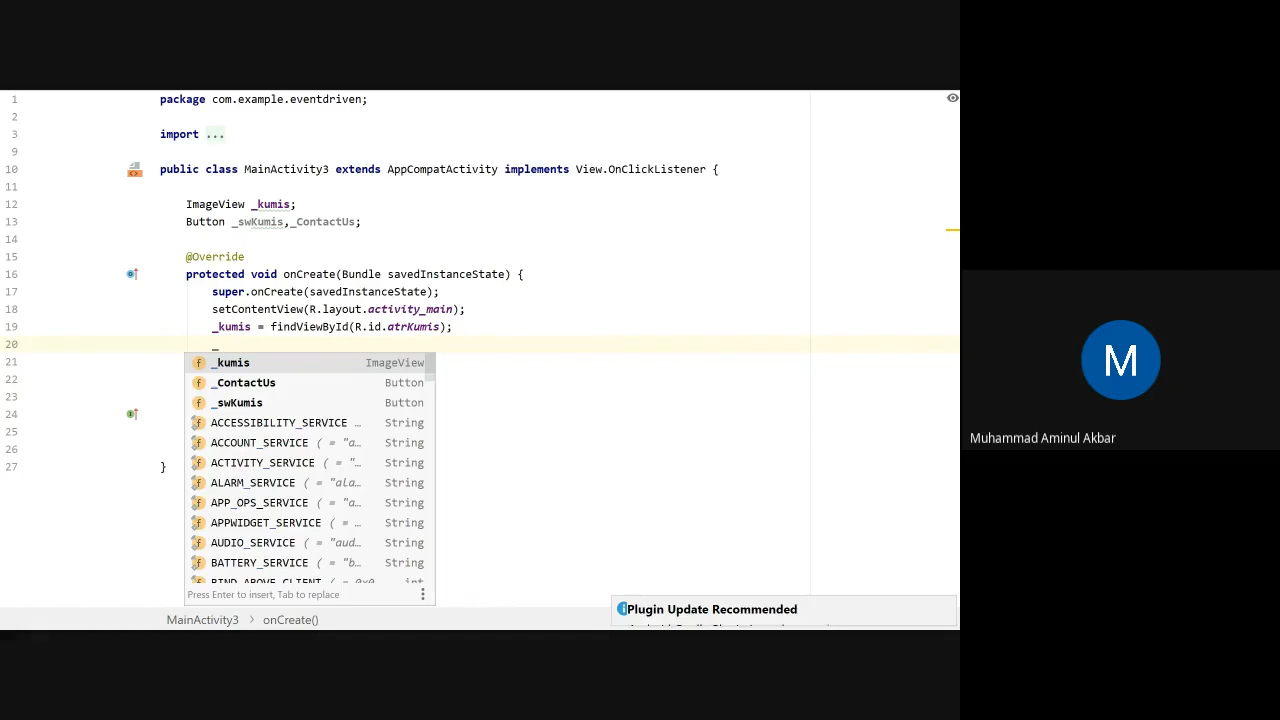 1 package com.example.eventdriven;
2
3 import ...
9
10 public class MainActivity3 extends AppCompatActivity implements View.OnClickListener {
11
12 ImageView _kumis;
13 Button _swKumis,_ContactUs;
14
15 @Override
16 protected void onCreate(Bundle savedInstanceState) {
17 super.onCreate(savedInstanceState);
18 setContentView(R.layout.activity_main);
19 _kumis = findViewById(R.id.atrKumis);
20 _
21
22
23
24
25
26
27 }
f _kumis ImageView
f _ContactUs Button
f _swKumis Button
f ACCESSIBILITY_SERVICE … String
f ACCOUNT_SERVICE ( = "a… String
f ACTIVITY_SERVICE ( = "… String
f ALARM_SERVICE ( = "ala… String
f APP_OPS_SERVICE ( = "a… String
f APPWIDGET_SERVICE ( = … String
f AUDIO_SERVICE ( = "aud… String
f BATTERY_SERVICE ( = "b… String
f BIND_ABOVE_CLIENT ( = 0x0… int
Press Enter to insert, Tab to replace
MainActivity3 > onCreate()
Plugin Update Recommended
M
Muhammad Aminul Akbar